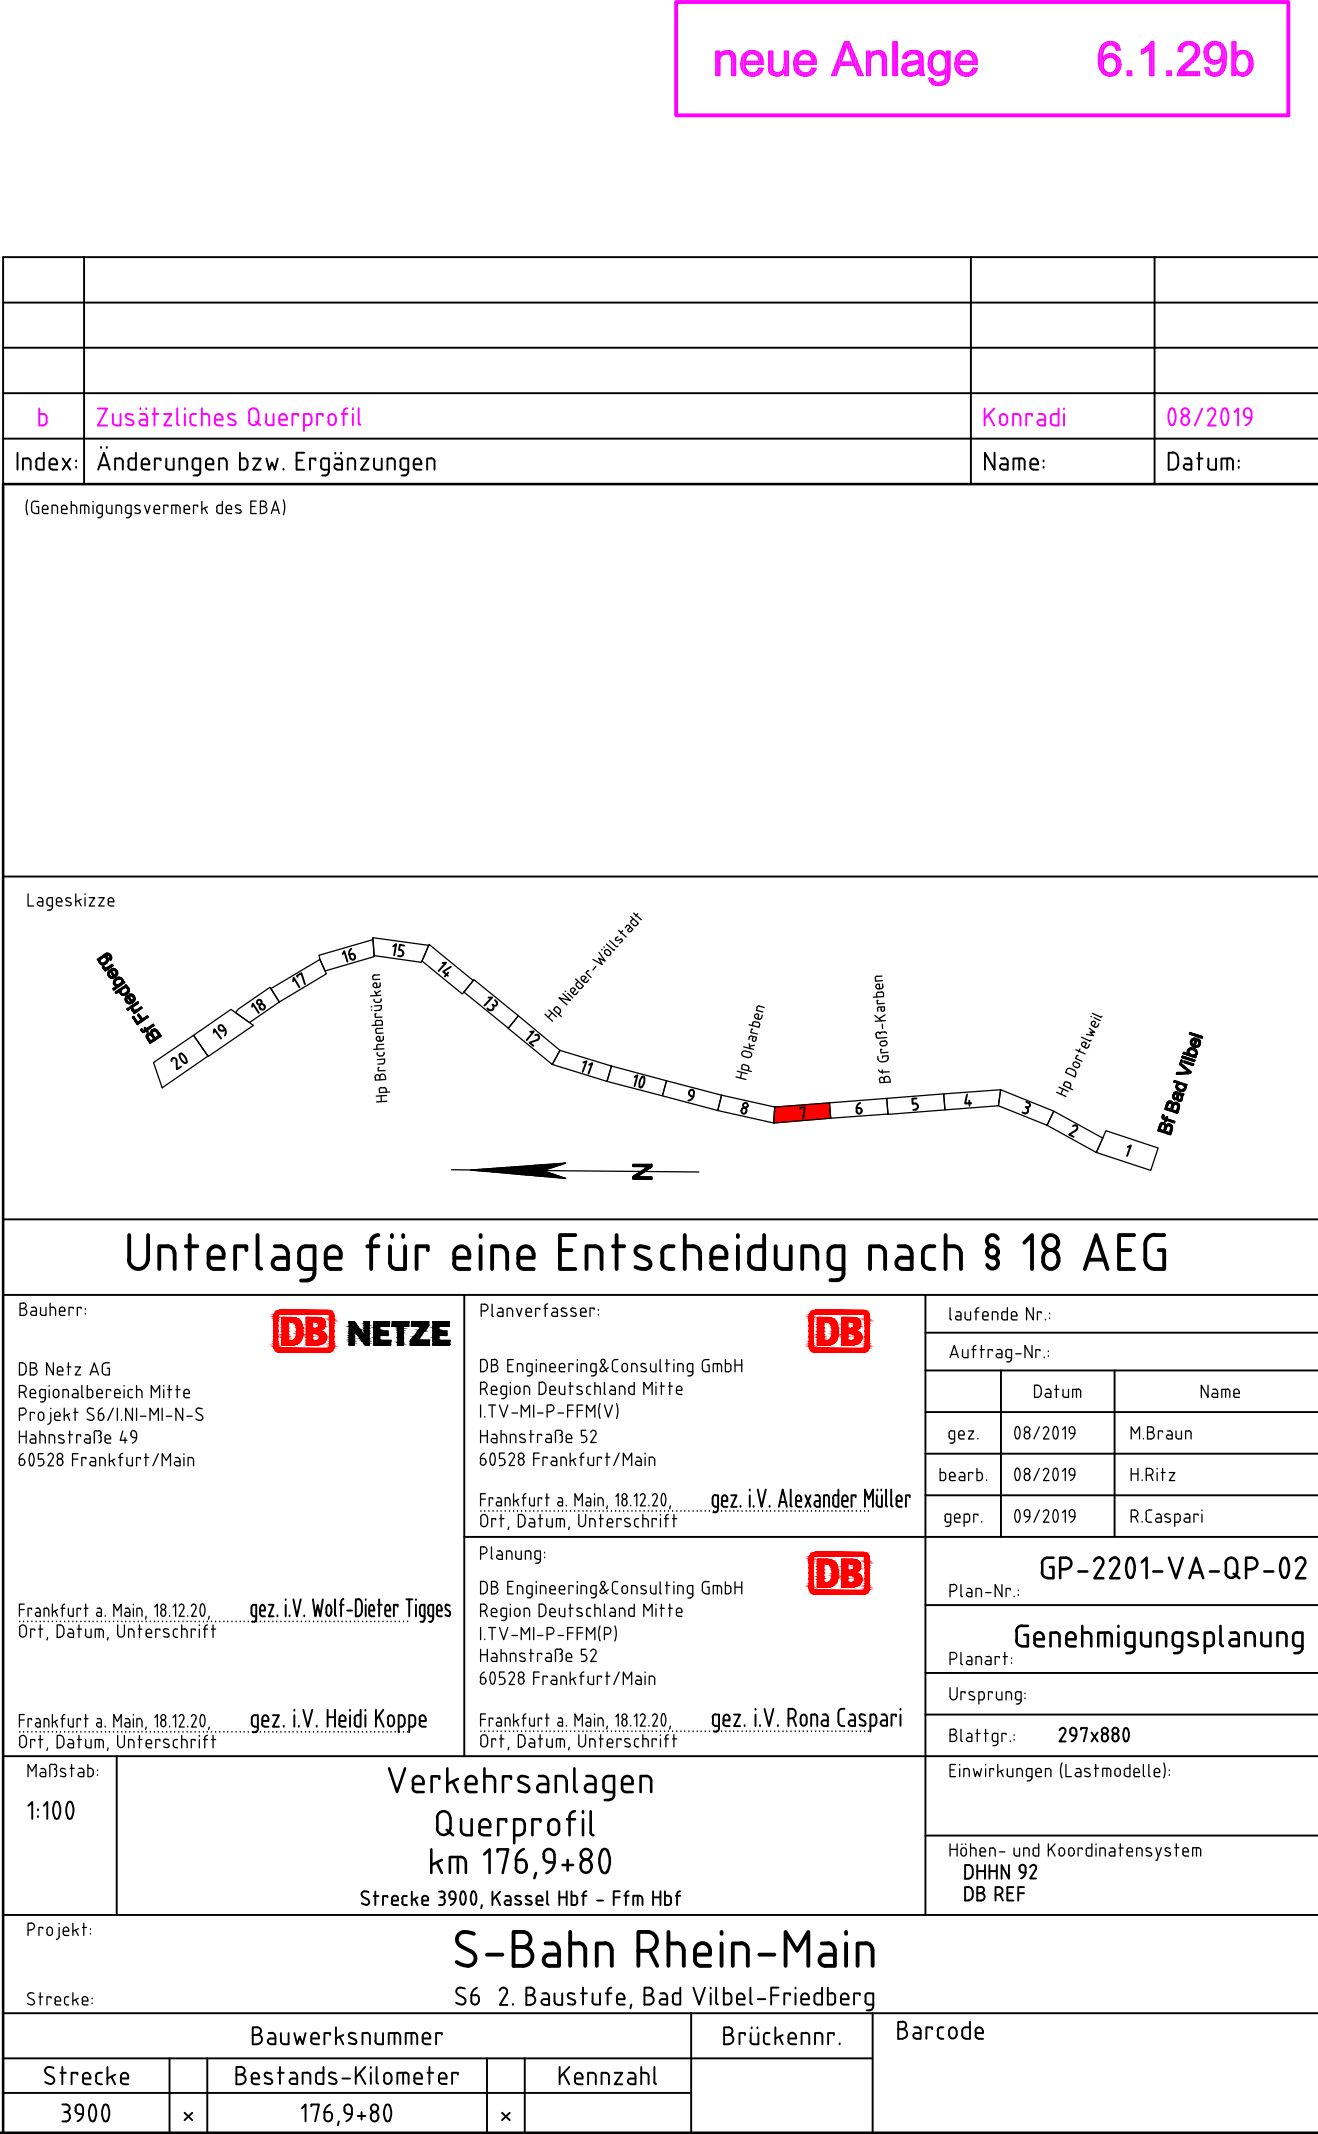 neue Anlage 6.1.29b
b Zusätzliches Querprofil Konradi 08/2019
Index: Änderungen bzw. Ergänzungen Name: Datum:
(Genehmigungsvermerk des EBA)
Lageskizze
Bf Friedberg
Hp Bruchenbrücken
Hp Nieder-Wöllstadt
Hp Okarben
Bf Groß-Karben
Hp Dortelweil
Bf Bad Vilbel
20 19 18 17 16 15 14 13 12 11 10 9 8 7 6 5 4 3 2 1
N
Unterlage für eine Entscheidung nach § 18 AEG
Bauherr:
DB NETZE
DB Netz AG
Regionalbereich Mitte
Projekt S6/I.NI-MI-N-S
Hahnstraße 49
60528 Frankfurt/Main
Frankfurt a. Main, 18.12.20, gez. i.V. Wolf-Dieter Tigges
Ort, Datum, Unterschrift
Frankfurt a. Main, 18.12.20, gez. i.V. Heidi Koppe
Ort, Datum, Unterschrift
Planverfasser:
DB
DB Engineering&Consulting GmbH
Region Deutschland Mitte
I.TV-MI-P-FFM(V)
Hahnstraße 52
60528 Frankfurt/Main
Frankfurt a. Main, 18.12.20, gez. i.V. Alexander Müller
Ort, Datum, Unterschrift
Planung:
DB
DB Engineering&Consulting GmbH
Region Deutschland Mitte
I.TV-MI-P-FFM(P)
Hahnstraße 52
60528 Frankfurt/Main
Frankfurt a. Main, 18.12.20, gez. i.V. Rona Caspari
Ort, Datum, Unterschrift
laufende Nr.:
Auftrag-Nr.:
Datum Name
gez. 08/2019 M.Braun
bearb. 08/2019 H.Ritz
gepr. 09/2019 R.Caspari
Plan-Nr.: GP-2201-VA-QP-02
Planart: Genehmigungsplanung
Ursprung:
Blattgr.: 297x880
Maßstab:
1:100
Verkehrsanlagen
Querprofil
km 176,9+80
Strecke 3900, Kassel Hbf - Ffm Hbf
Einwirkungen (Lastmodelle):
Höhen- und Koordinatensystem
DHHN 92
DB REF
Projekt:
S-Bahn Rhein-Main
Strecke: S6 2. Baustufe, Bad Vilbel-Friedberg
Bauwerksnummer Brückennr. Barcode
Strecke Bestands-Kilometer Kennzahl
3900 x 176,9+80 x